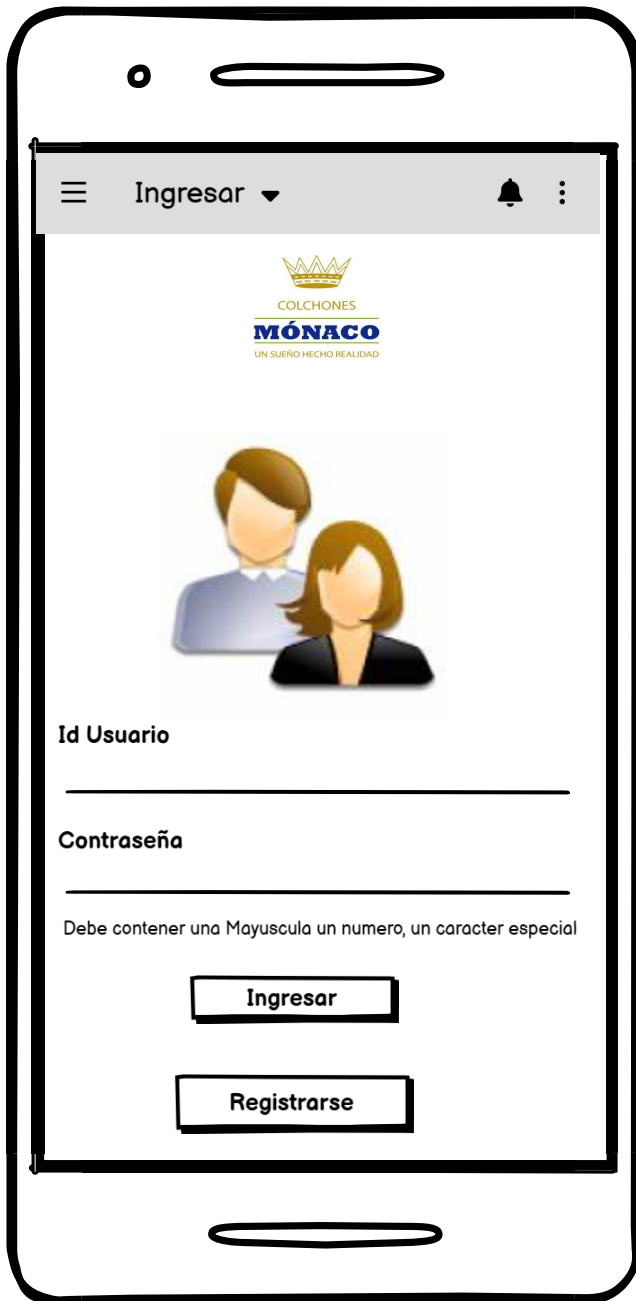 Ingresar
COLCHONES
MÓNACO
UN SUEÑO HECHO REALIDAD
Id Usuario
Contraseña
Debe contener una Mayuscula un numero, un caracter especial
Ingresar
Registrarse